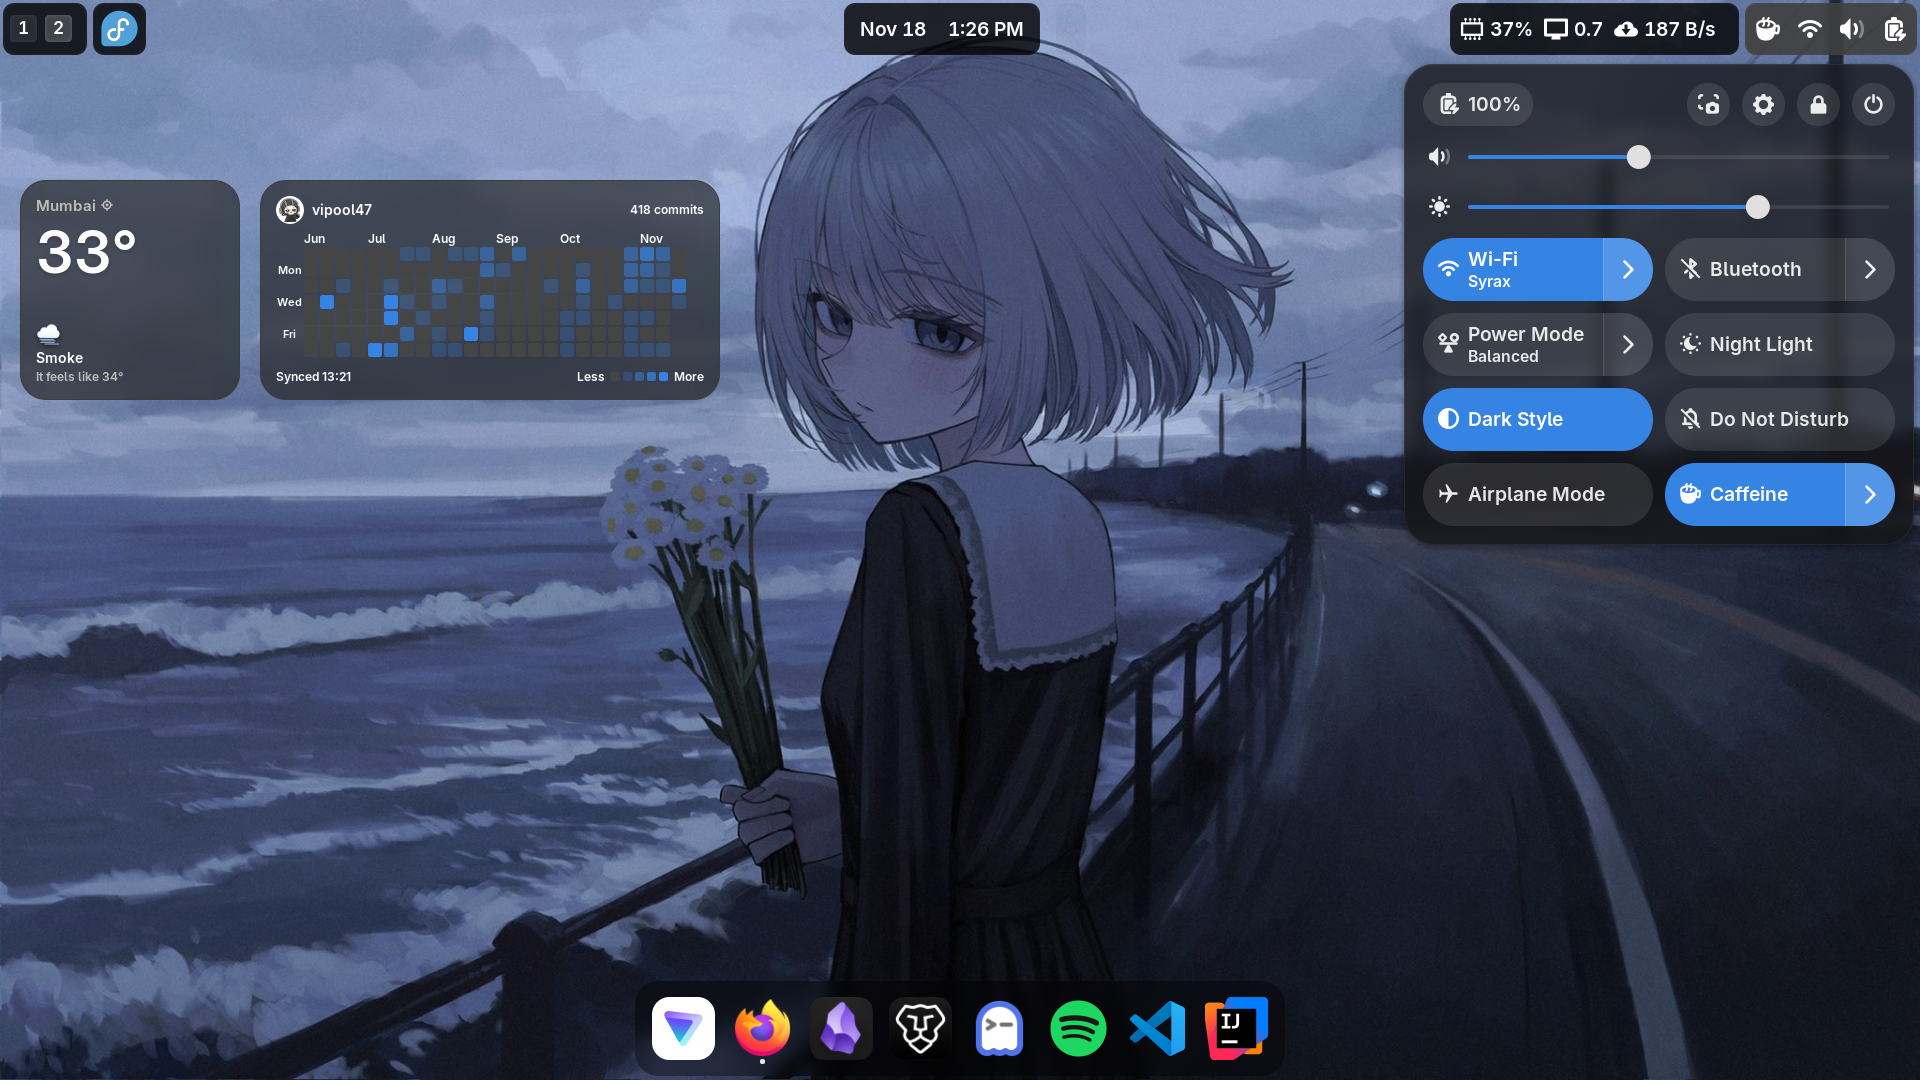 1 2
Nov 18 1:26 PM
37% 0.7 187 B/s
Mumbai
33°
Smoke
It feels like 34°
vipool47 418 commits
Jun Jul Aug Sep Oct Nov
Mon
Wed
Fri
Synced 13:21 Less More
100%
Wi-Fi
Syrax
Bluetooth
Power Mode
Balanced
Night Light
Dark Style
Do Not Disturb
Airplane Mode
Caffeine
IJ